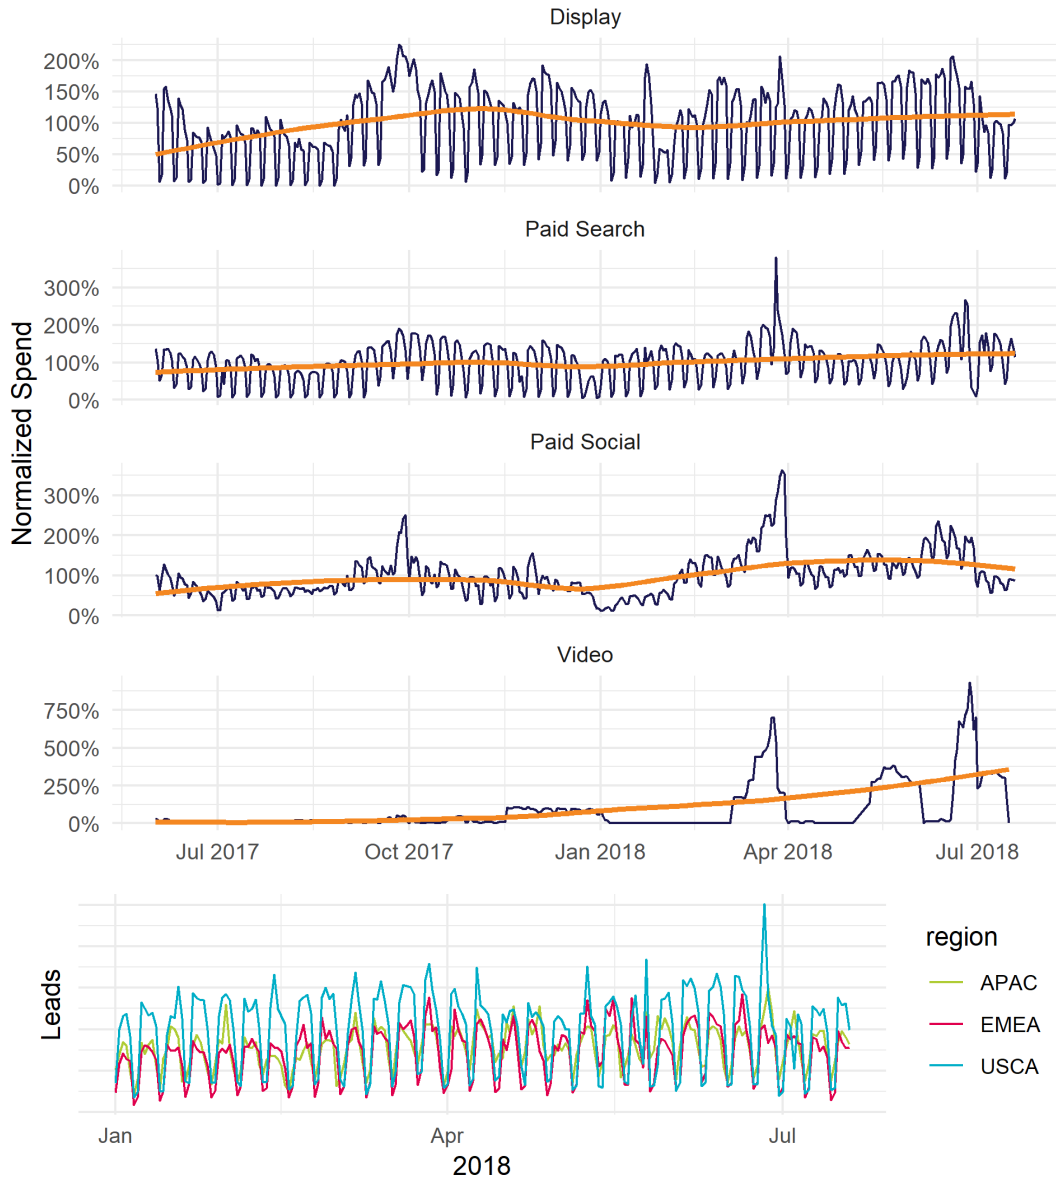 Display
200%
150%
100%
50%
0%
Paid Search
300%
200%
100%
0%
Normalized Spend
Paid Social
300%
200%
100%
0%
Video
750%
500%
250%
0%
Jul 2017 Oct 2017 Jan 2018 Apr 2018 Jul 2018
Leads
region
APAC
EMEA
USCA
Jan Apr Jul
2018